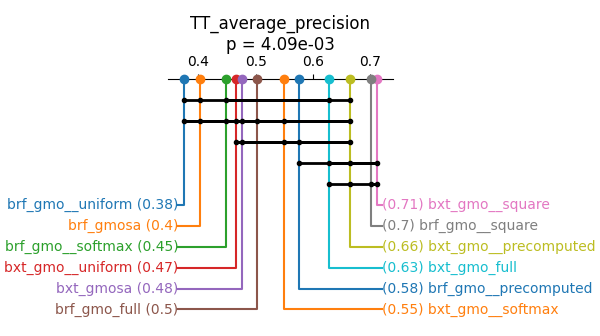 TT_average_precision
p = 4.09e-03
0.4 0.5 0.6 0.7
brf_gmo__uniform (0.38) (0.71) bxt_gmo__square
brf_gmosa (0.4) (0.7) brf_gmo__square
brf_gmo__softmax (0.45) (0.66) bxt_gmo__precomputed
bxt_gmo__uniform (0.47) (0.63) bxt_gmo_full
bxt_gmosa (0.48) (0.58) brf_gmo__precomputed
brf_gmo_full (0.5) (0.55) bxt_gmo__softmax